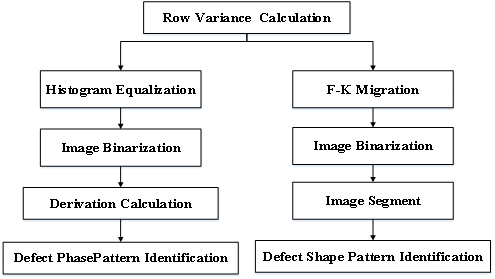 Row Variance Calculation
Histogram Equalization
F-K Migration
Image Binarization
Image Binarization
Derivation Calculation
Image Segment
Defect PhasePattern Identification
Defect Shape Pattern Identification